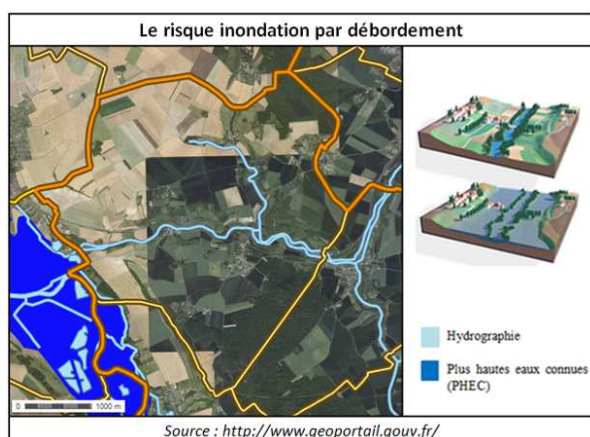 Le risque inondation par débordement
Hydrographie
Plus hautes eaux connues
(PHEC)
0 1000 m
Source : http://www.geoportail.gouv.fr/